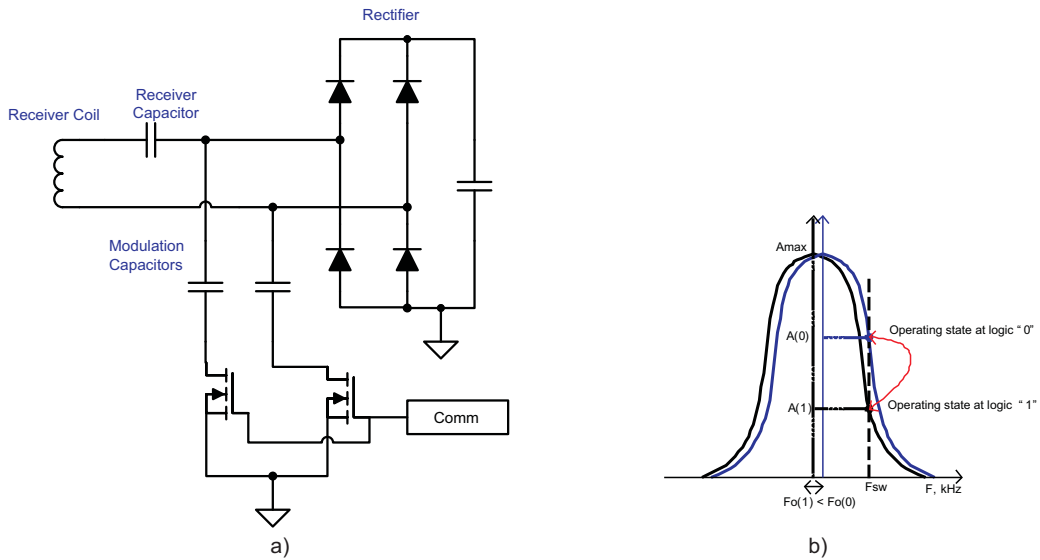 Rectifier
Receiver
Capacitor
Receiver Coil
Modulation
Capacitors
Comm
a)
Amax
A(0)
Operating state at logic “ 0”
A(1)
Operating state at logic “ 1”
Fsw
F, kHz
Fo(1) < Fo(0)
b)